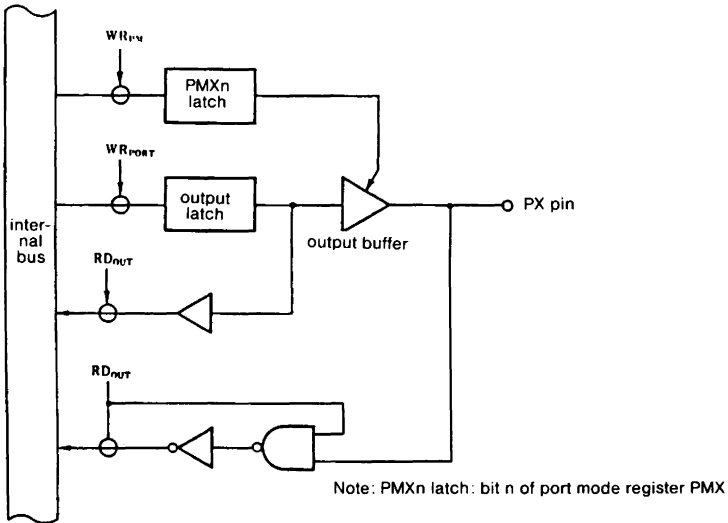 WRPM
PMXn
latch
WRPORT
output
latch
PX pin
inter-
nal
bus
output buffer
RDOUT
RDOUT
Note: PMXn latch: bit n of port mode register PMX